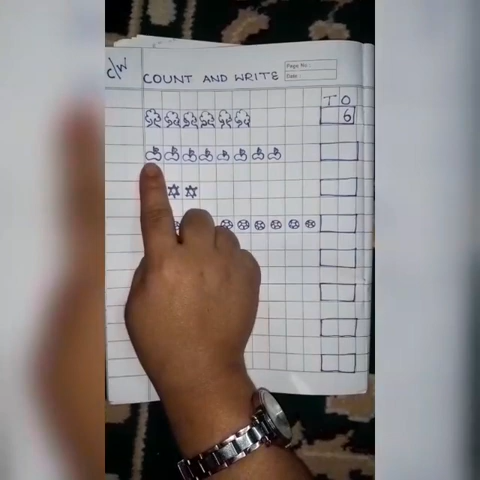 C/W
COUNT AND WRITE
Page No.:
Date:
T O
6